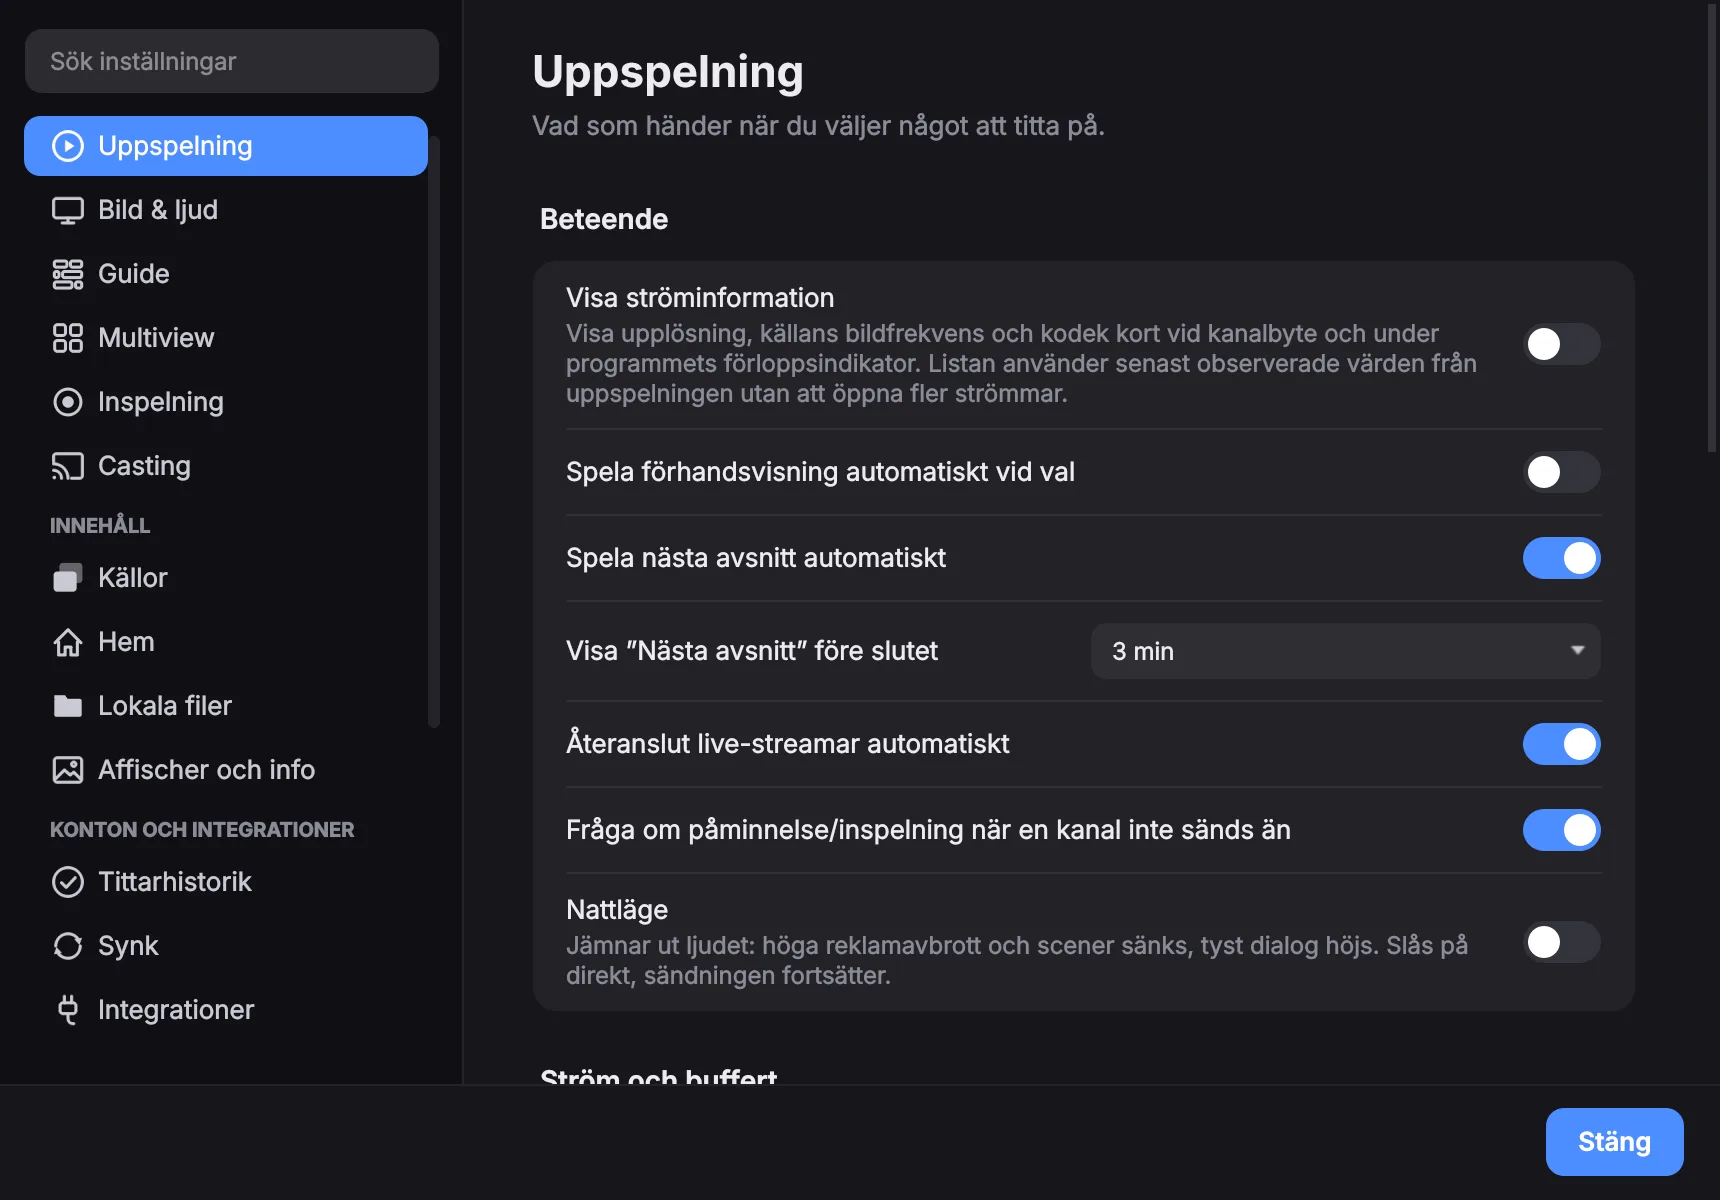 Sök inställningar
Uppspelning
Bild & ljud
Guide
Multiview
Inspelning
Casting
INNEHÅLL
Källor
Hem
Lokala filer
Affischer och info
KONTON OCH INTEGRATIONER
Tittarhistorik
Synk
Integrationer
Uppspelning
Vad som händer när du väljer något att titta på.
Beteende
Visa ströminformation
Visa upplösning, källans bildfrekvens och kodek kort vid kanalbyte och under
programmets förloppsindikator. Listan använder senast observerade värden från
uppspelningen utan att öppna fler strömmar.
Spela förhandsvisning automatiskt vid val
Spela nästa avsnitt automatiskt
Visa ”Nästa avsnitt” före slutet
3 min
Återanslut live-streamar automatiskt
Fråga om påminnelse/inspelning när en kanal inte sänds än
Nattläge
Jämnar ut ljudet: höga reklamavbrott och scener sänks, tyst dialog höjs. Slås på
direkt, sändningen fortsätter.
Ström och buffert
Stäng